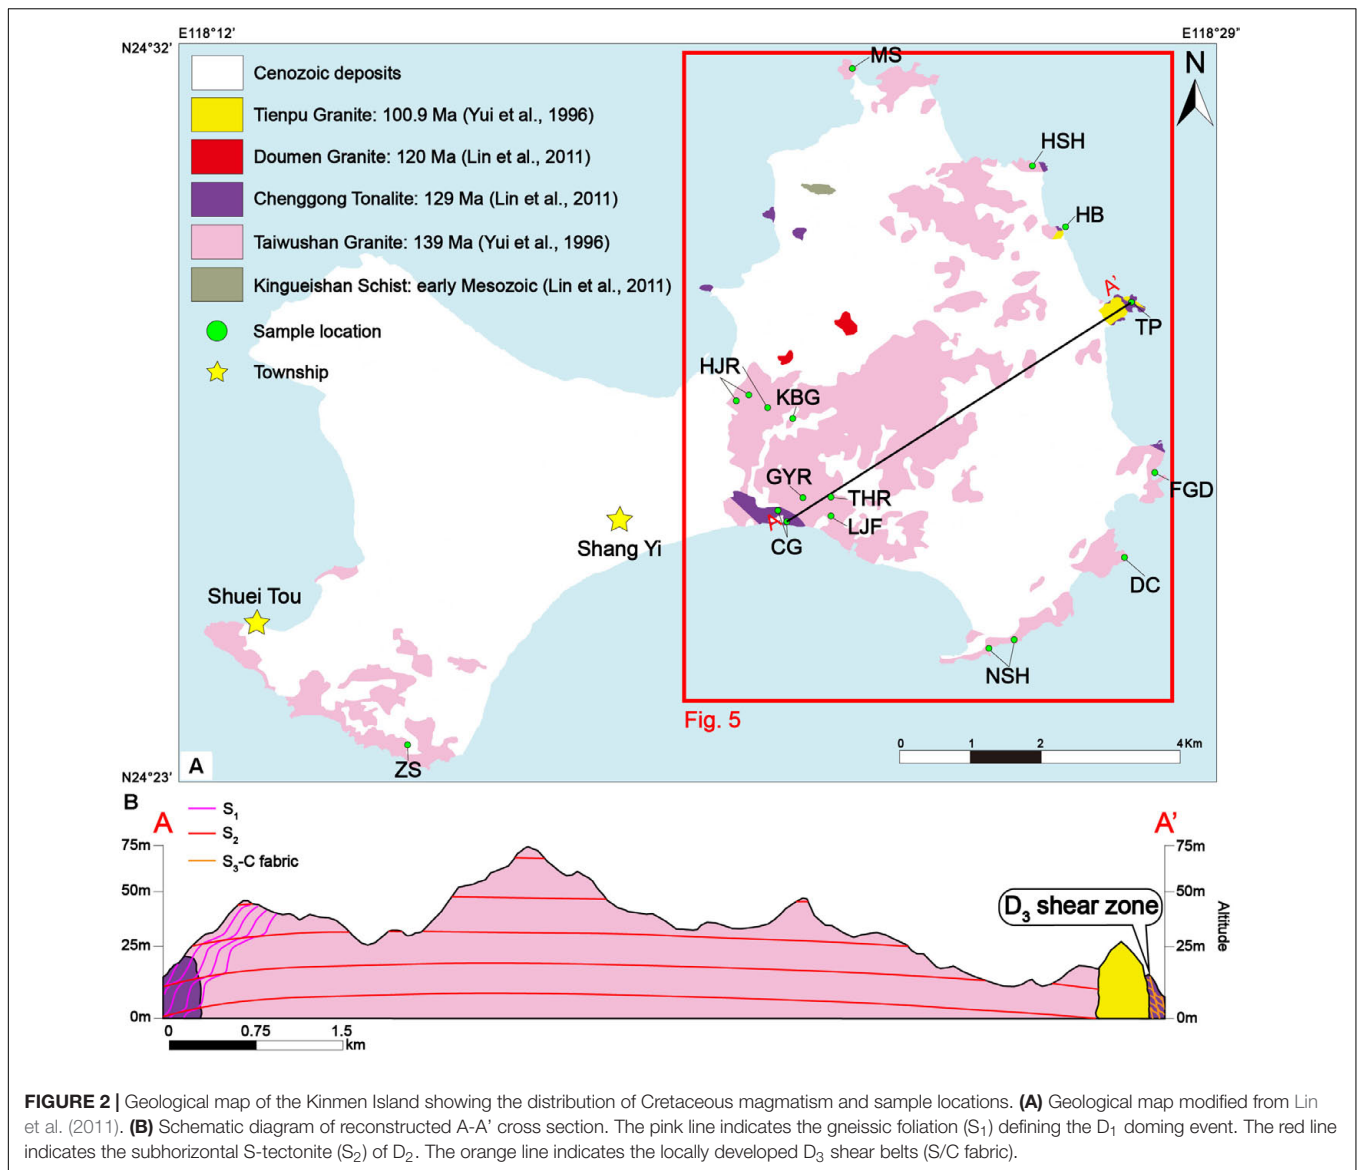 E118°12’
E118°29”
N24°32’
Cenozoic deposits
Tienpu Granite: 100.9 Ma (Yui et al., 1996)
Doumen Granite: 120 Ma (Lin et al., 2011)
Chenggong Tonalite: 129 Ma (Lin et al., 2011)
Taiwushan Granite: 139 Ma (Yui et al., 1996)
Kingueishan Schist: early Mesozoic (Lin et al., 2011)
Sample location
Township
MS
N
HSH
HB
A’
TP
HJR
KBG
GYR
THR
FGD
A
LJF
CG
Shang Yi
DC
Shuei Tou
NSH
Fig. 5
ZS
0 1 2 4 Km
A
N24°23’
B
S1
S2
S3-C fabric
A
A’
75m
50m
25m
0m
D3 shear zone
75m
50m
25m
0m
Altitude
0 0.75 1.5
km
FIGURE 2 | Geological map of the Kinmen Island showing the distribution of Cretaceous magmatism and sample locations. (A) Geological map modified from Lin
et al. (2011). (B) Schematic diagram of reconstructed A-A’ cross section. The pink line indicates the gneissic foliation (S1) defining the D1 doming event. The red line
indicates the subhorizontal S-tectonite (S2) of D2. The orange line indicates the locally developed D3 shear belts (S/C fabric).